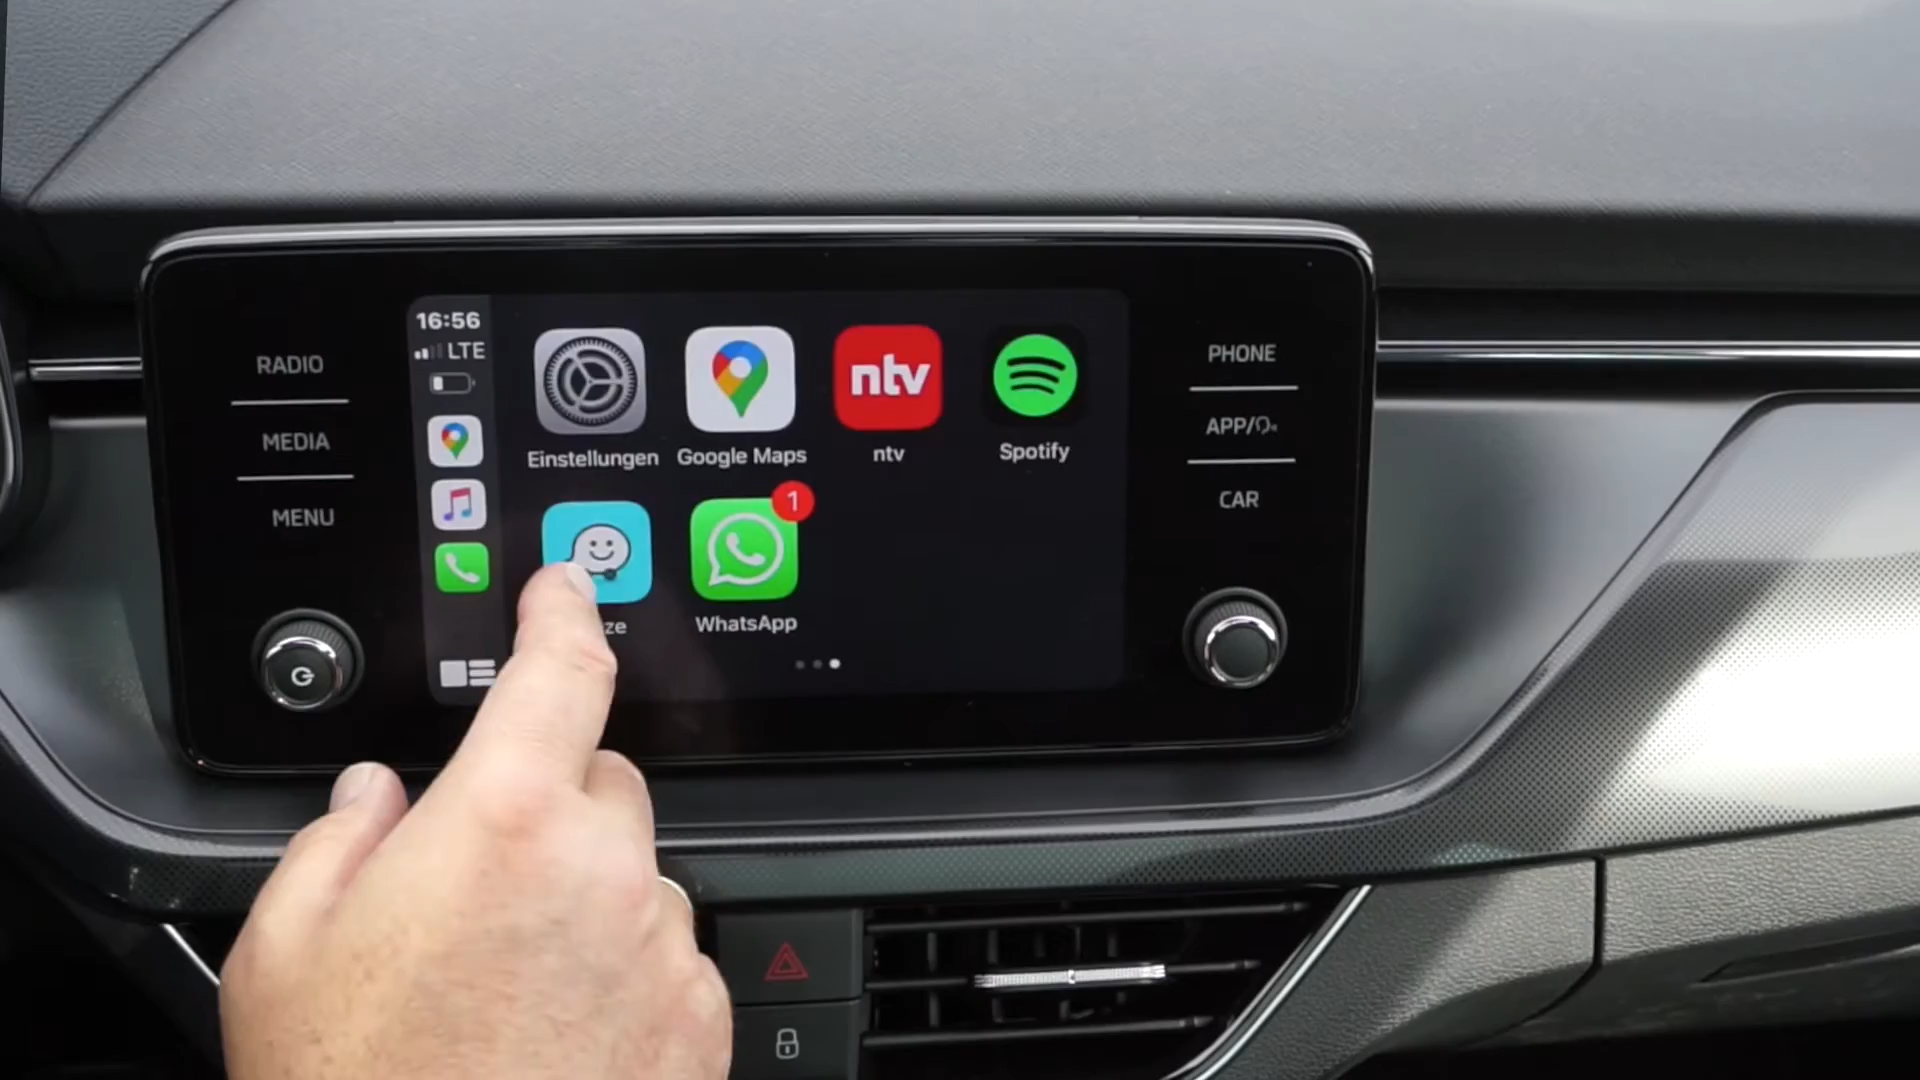 RADIO
MEDIA
MENU
16:56
LTE
Einstellungen
Google Maps
ntv
ntv
Spotify
1
ze
WhatsApp
PHONE
APP/
CAR